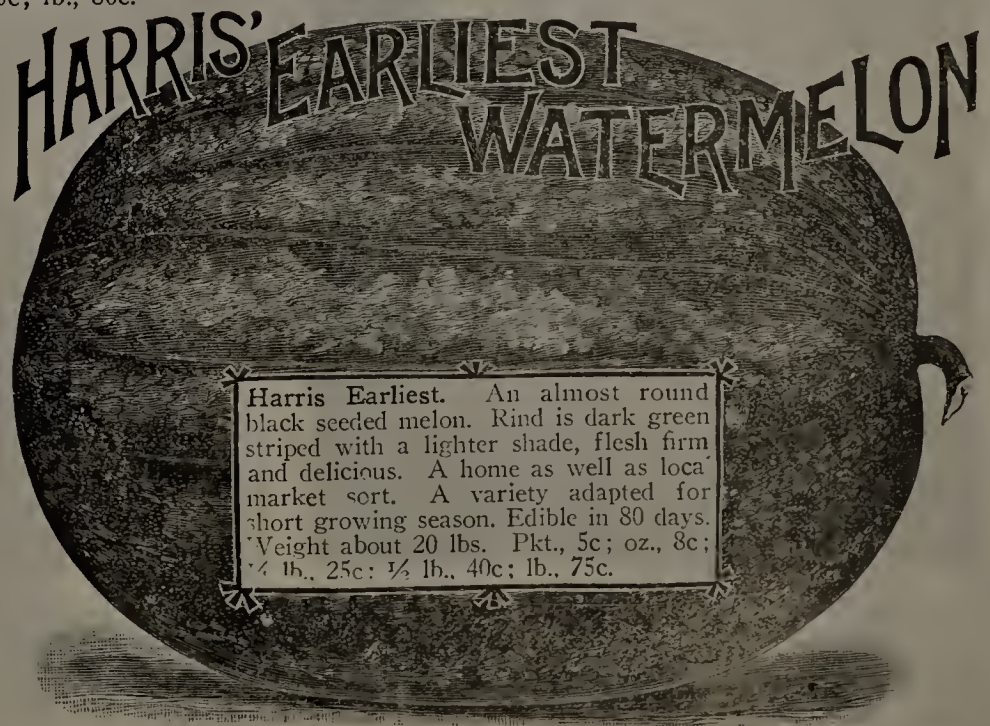 lb., 80c.
HARRIS' EARLIEST
WATERMELON
Harris Earliest. An almost round
black seeded melon. Rind is dark green
striped with a lighter shade, flesh firm
and delicious. A home as well as loca
market sort. A variety adapted for
short growing season. Edible in 80 days.
Weight about 20 lbs. Pkt., 5c; oz., 8c;
¼ lb., 25c: ½ lb., 40c; lb., 75c.